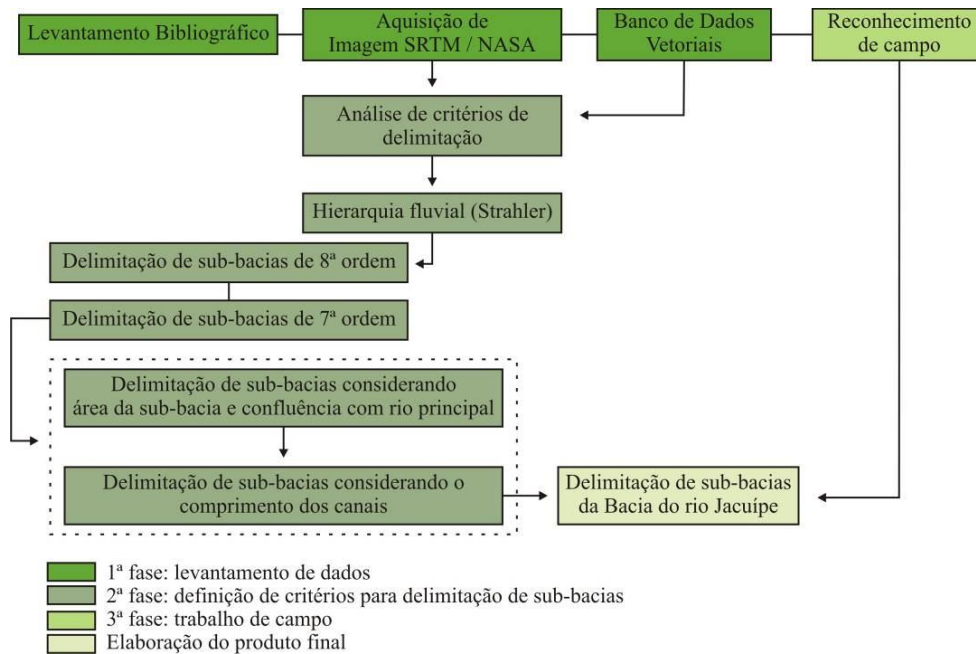 Levantamento Bibliográfico
Aquisição de
Imagem SRTM / NASA
Banco de Dados
Vetoriais
Reconhecimento
de campo
Análise de critérios de
delimitação
Hierarquia fluvial (Strahler)
Delimitação de sub-bacias de 8ª ordem
Delimitação de sub-bacias de 7ª ordem
Delimitação de sub-bacias considerando
área da sub-bacia e confluência com rio principal
Delimitação de sub-bacias considerando o
comprimento dos canais
Delimitação de sub-bacias
da Bacia do rio Jacuípe
1ª fase: levantamento de dados
2ª fase: definição de critérios para delimitação de sub-bacias
3ª fase: trabalho de campo
Elaboração do produto final